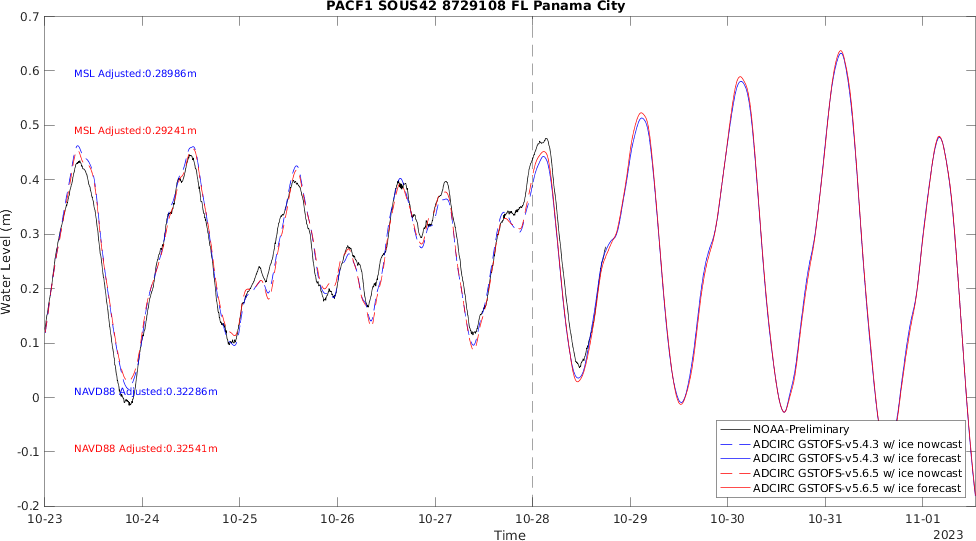 PACF1 SOUS42 8729108 FL Panama City
0.7
0.6
0.5
0.4
0.3
0.2
0.1
0
-0.1
-0.2
Water Level (m)
MSL Adjusted:0.28986m
MSL Adjusted:0.29241m
NAVD88 Adjusted:0.32286m
NAVD88 Adjusted:0.32541m
NOAA-Preliminary
ADCIRC GSTOFS-v5.4.3 w/ ice nowcast
ADCIRC GSTOFS-v5.4.3 w/ ice forecast
ADCIRC GSTOFS-v5.6.5 w/ ice nowcast
ADCIRC GSTOFS-v5.6.5 w/ ice forecast
10-23 10-24 10-25 10-26 10-27 10-28 10-29 10-30 10-31 11-01
Time
2023